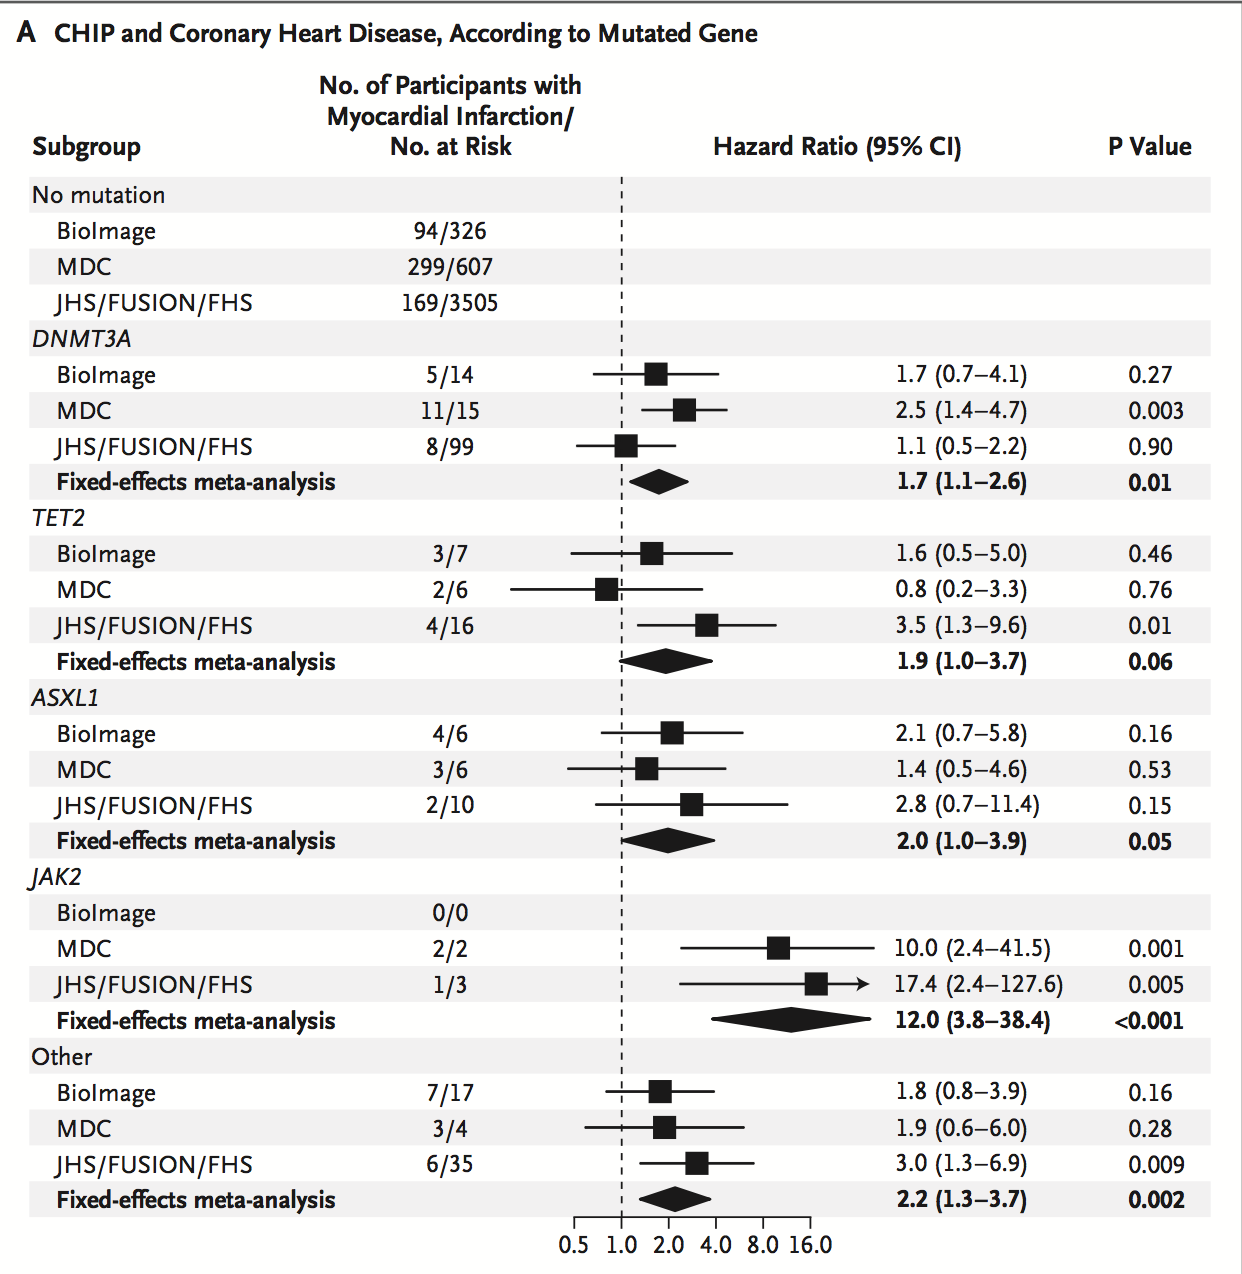 A CHIP and Coronary Heart Disease, According to Mutated Gene
No. of Participants with
Myocardial Infarction/
Subgroup No. at Risk Hazard Ratio (95% CI) P Value
No mutation
BioImage 94/326
MDC 299/607
JHS/FUSION/FHS 169/3505
DNMT3A
BioImage 5/14 1.7 (0.7–4.1) 0.27
MDC 11/15 2.5 (1.4–4.7) 0.003
JHS/FUSION/FHS 8/99 1.1 (0.5–2.2) 0.90
Fixed-effects meta-analysis 1.7 (1.1–2.6) 0.01
TET2
BioImage 3/7 1.6 (0.5–5.0) 0.46
MDC 2/6 0.8 (0.2–3.3) 0.76
JHS/FUSION/FHS 4/16 3.5 (1.3–9.6) 0.01
Fixed-effects meta-analysis 1.9 (1.0–3.7) 0.06
ASXL1
BioImage 4/6 2.1 (0.7–5.8) 0.16
MDC 3/6 1.4 (0.5–4.6) 0.53
JHS/FUSION/FHS 2/10 2.8 (0.7–11.4) 0.15
Fixed-effects meta-analysis 2.0 (1.0–3.9) 0.05
JAK2
BioImage 0/0
MDC 2/2 10.0 (2.4–41.5) 0.001
JHS/FUSION/FHS 1/3 17.4 (2.4–127.6) 0.005
Fixed-effects meta-analysis 12.0 (3.8–38.4) <0.001
Other
BioImage 7/17 1.8 (0.8–3.9) 0.16
MDC 3/4 1.9 (0.6–6.0) 0.28
JHS/FUSION/FHS 6/35 3.0 (1.3–6.9) 0.009
Fixed-effects meta-analysis 2.2 (1.3–3.7) 0.002
0.5 1.0 2.0 4.0 8.0 16.0